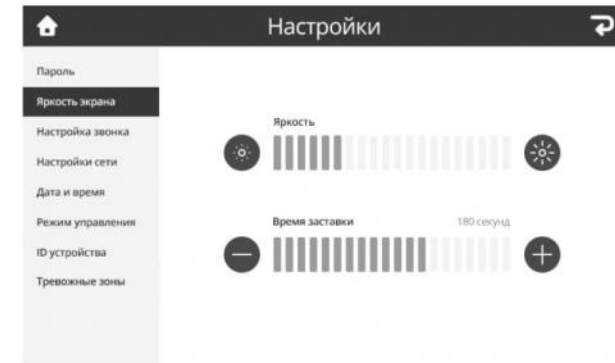 Настройки
Пароль
Яркость экрана
Настройка звонка
Настройки сети
Дата и время
Режим управления
ID устройства
Тревожные зоны
Яркость
Время заставки 180 секунд